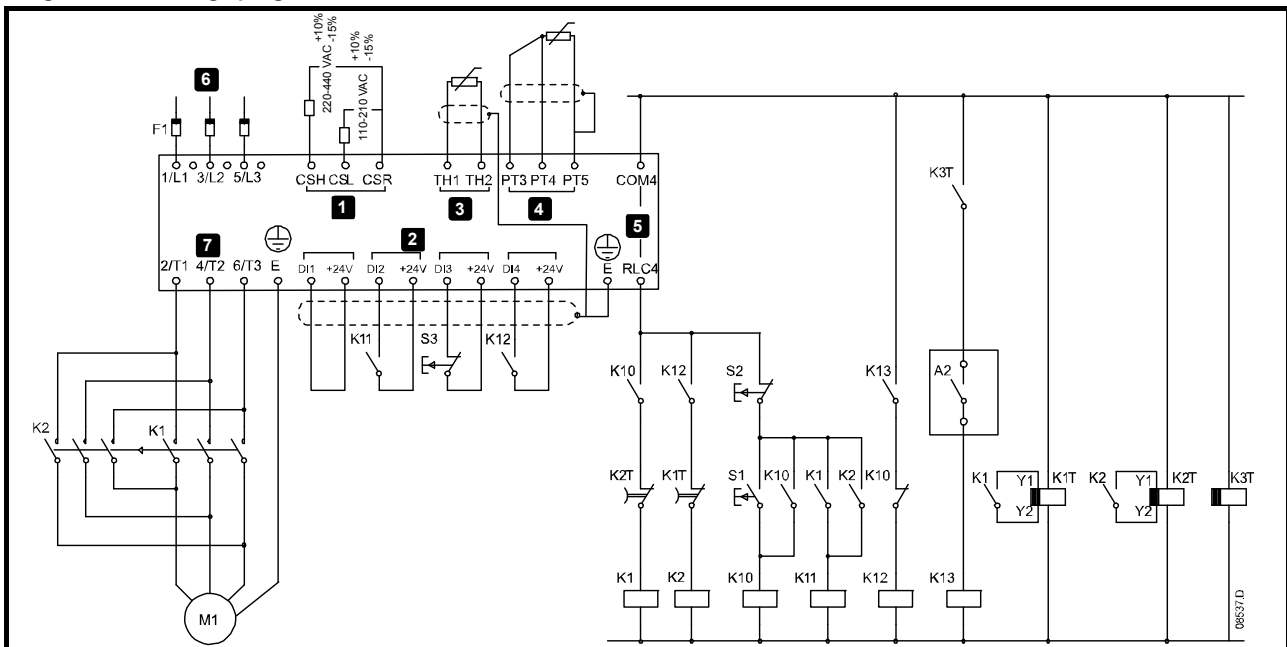 +10%
-15%
220-440 VAC
+10%
-15%
110-210 VAC
6
F1
1/L1 3/L2 5/L3
CSH CSL CSR
TH1 TH2
PT3 PT4 PT5
COM4
1
3
4
5
7
2
2/T1 4/T2 6/T3 E
DI1 +24V DI2 +24V DI3 +24V DI4 +24V
E RLC4
K11
S3
K12
K3T
K10 K12 S2 K13 A2
K2 K1
K2T K1T S1 K10 K1 K2 K10
K1 Y1 Y2 K1T
K2 Y1 Y2 K2T
K3T
K1 K2 K10 K11 K12 K13
M1
08537.D